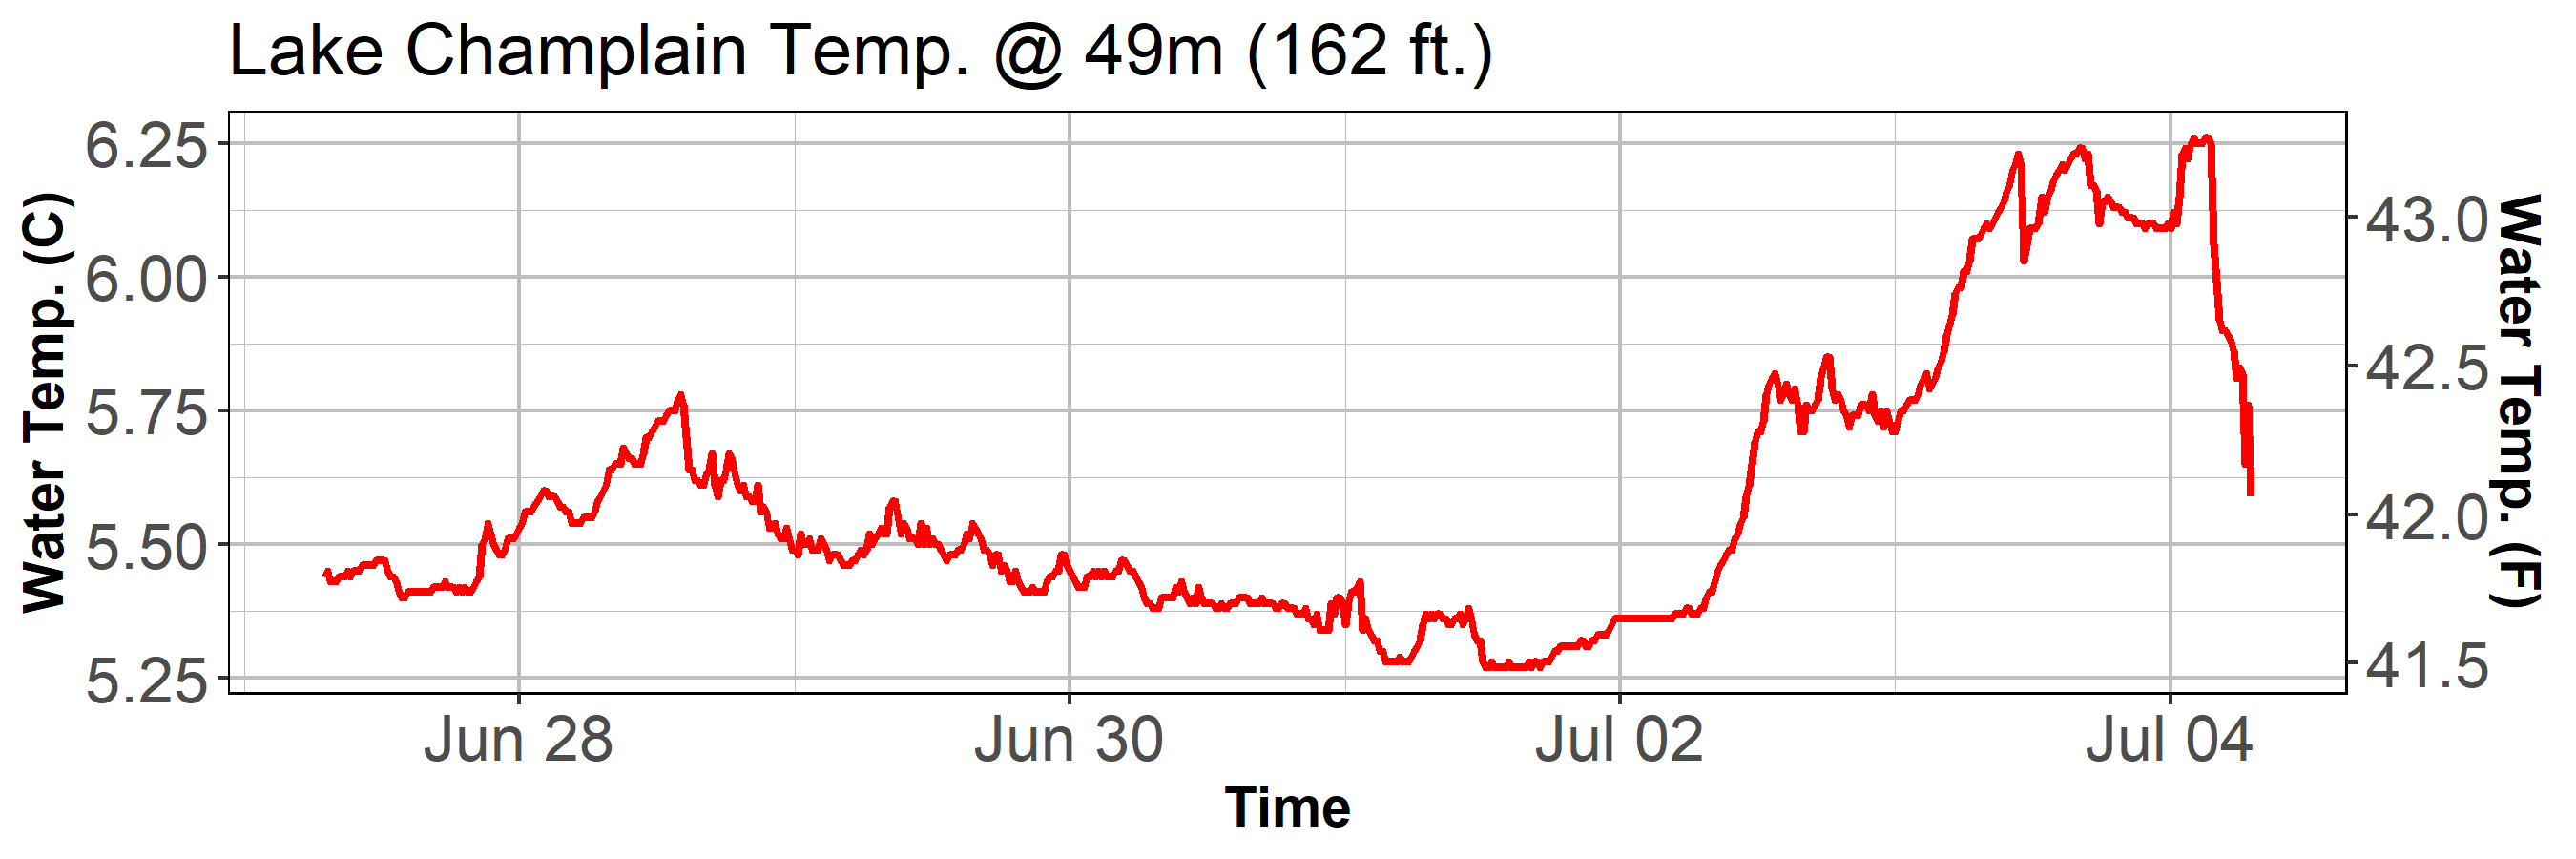 Lake Champlain Temp. @ 49m (162 ft.)
Water Temp. (C)
6.25
6.00
5.75
5.50
5.25
43.0
42.5
42.0
41.5
Water Temp. (F)
Jun 28
Jun 30
Jul 02
Jul 04
Time